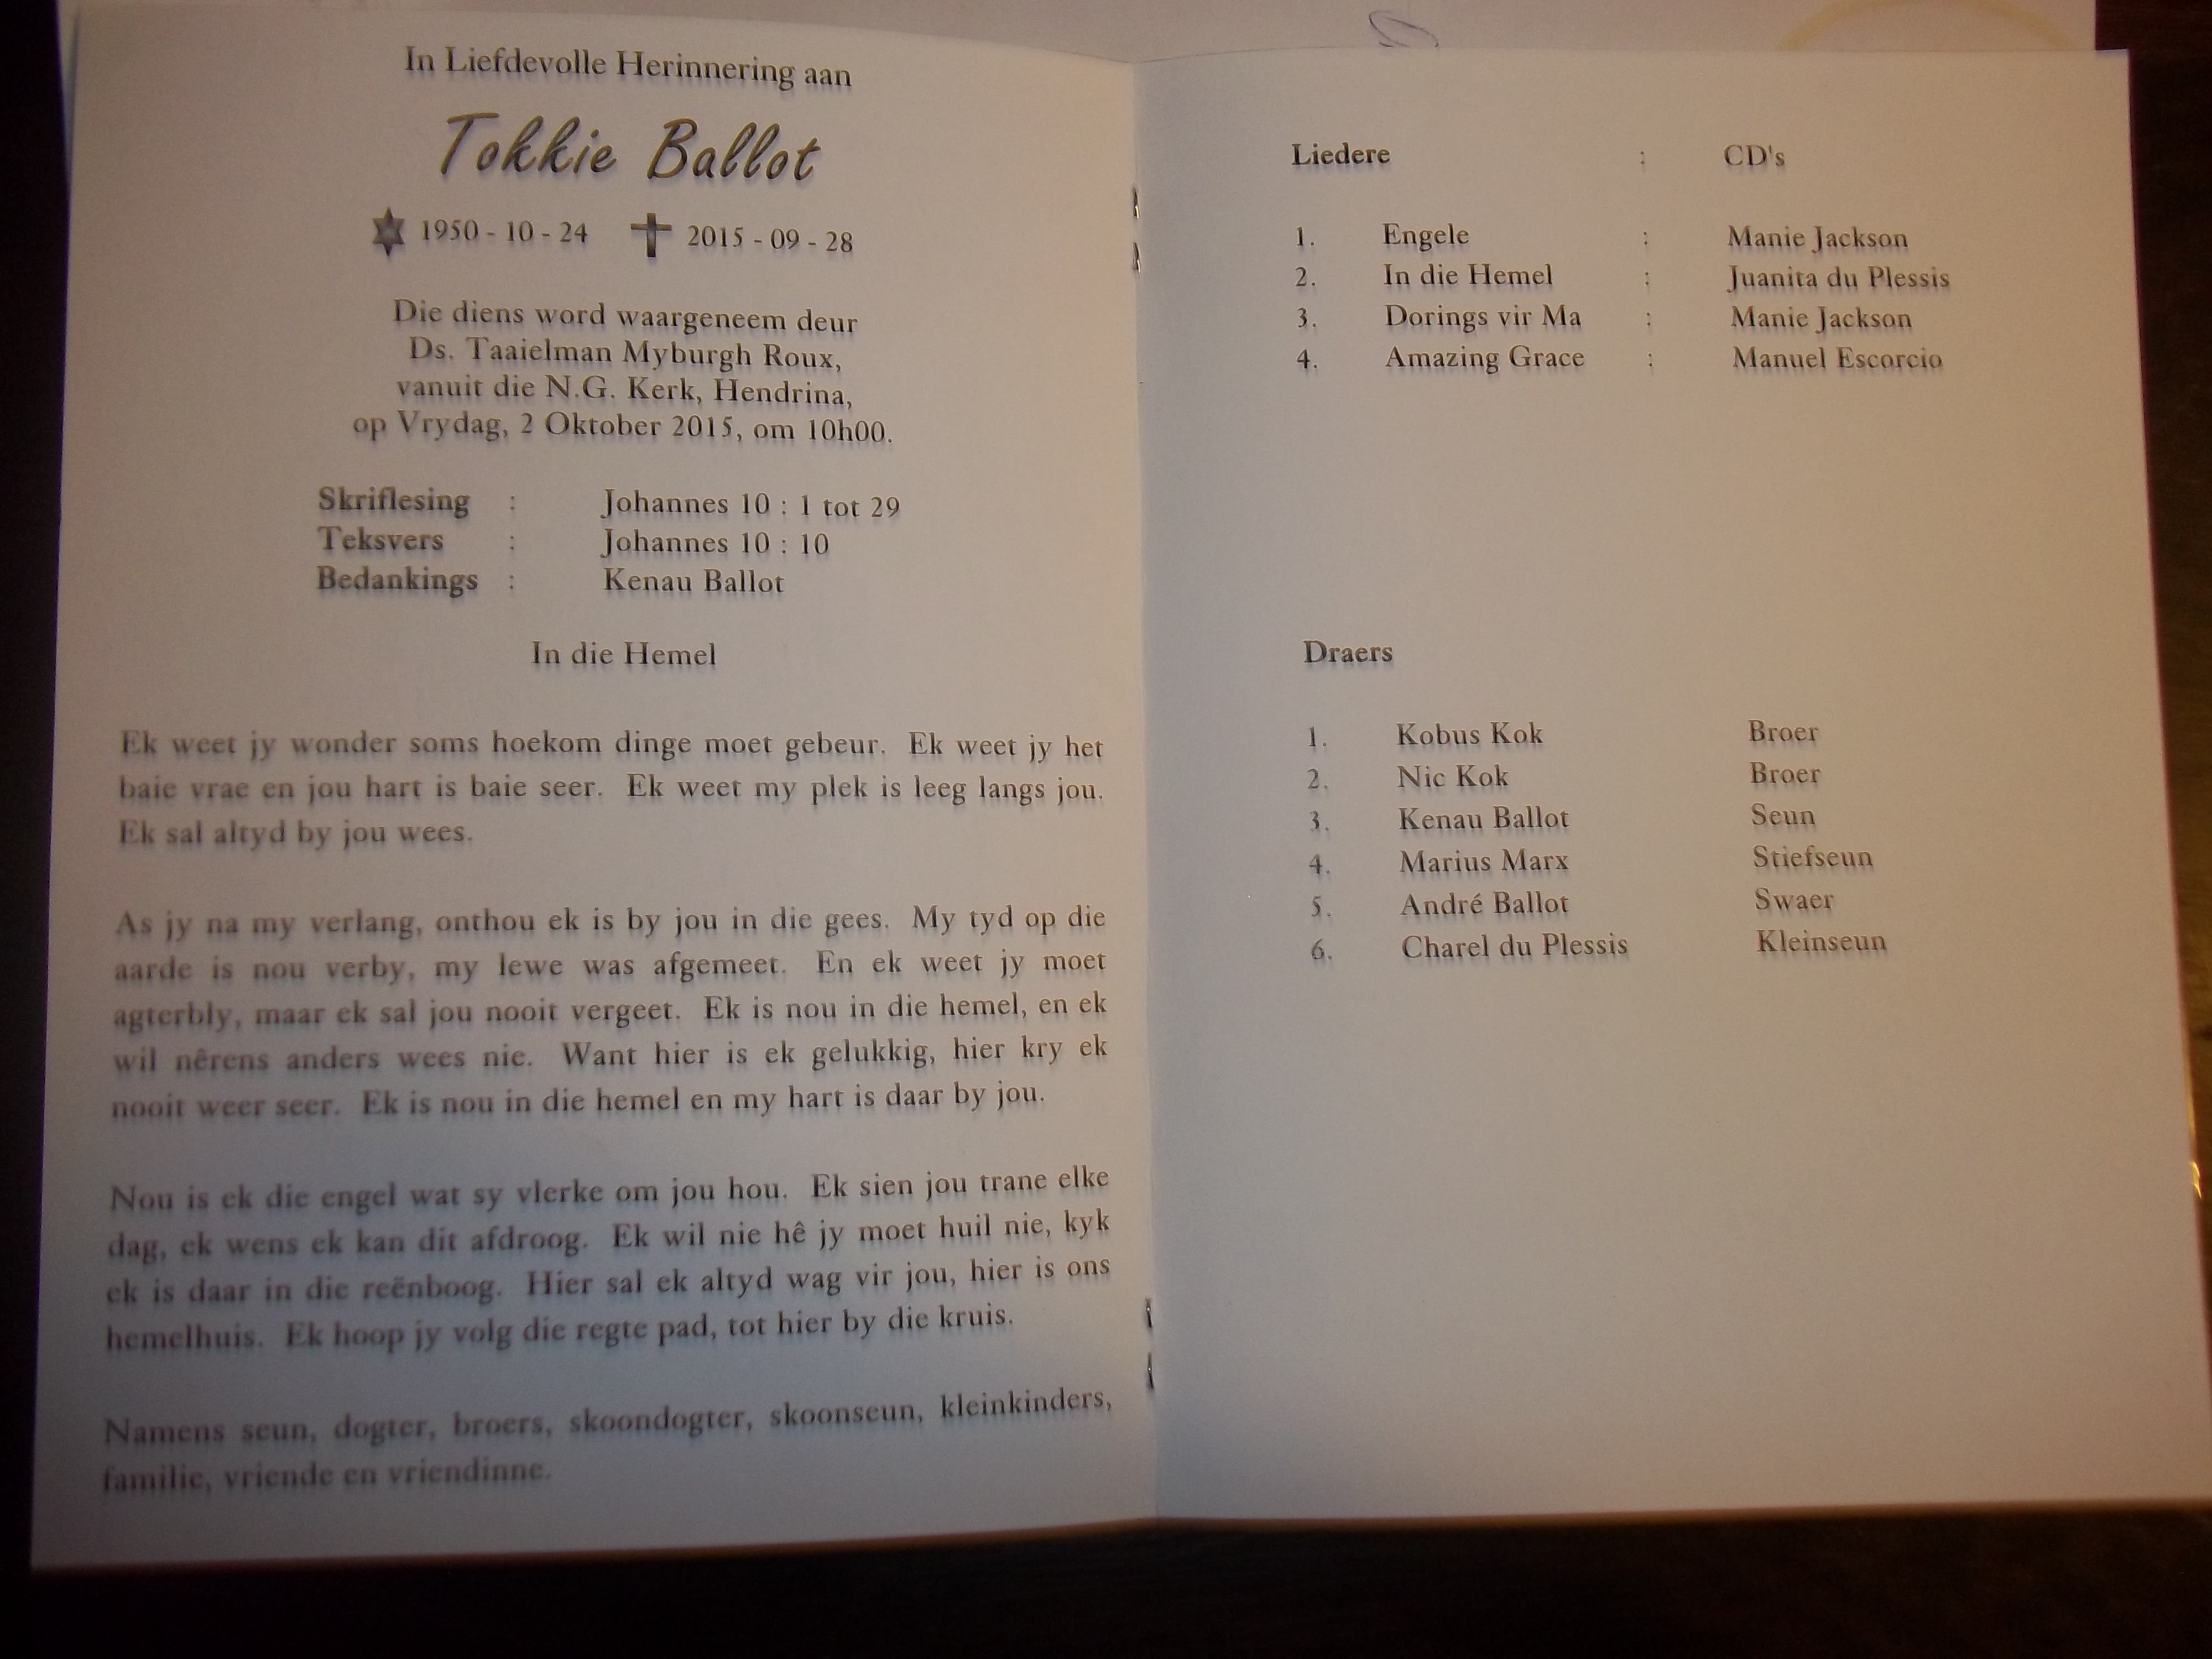 In Liefdevolle Herinnering aan
Tokkie Ballot
1950 - 10 - 24 2015 - 09 - 28
Die diens word waargeneem deur
Ds. Taaielman Myburgh Roux,
vanuit die N.G. Kerk, Hendrina,
op Vrydag, 2 Oktober 2015, om 10h00.
Skriflesing : Johannes 10 : 1 tot 29
Teksvers : Johannes 10 : 10
Bedankings : Kenau Ballot
In die Hemel
Ek weet jy wonder soms hoekom dinge moet gebeur. Ek weet jy het
baie vrae en jou hart is baie seer. Ek weet my plek is leeg langs jou.
Ek sal altyd by jou wees.
As jy na my verlang, onthou ek is by jou in die gees. My tyd op die
aarde is nou verby, my lewe was afgemeet. En ek weet jy moet
agterbly, maar ek sal jou nooit vergeet. Ek is nou in die hemel, en ek
wil nêrens anders wees nie. Want hier is ek gelukkig, hier kry ek
nooit weer seer. Ek is nou in die hemel en my hart is daar by jou.
Nou is ek die engel wat sy vlerke om jou hou. Ek sien jou trane elke
dag, ek wens ek kan dit afdroog. Ek wil nie hê jy moet huil nie, kyk
ek is daar in die reënboog. Hier sal ek altyd wag vir jou, hier is ons
hemelhuis. Ek hoop jy volg die regte pad, tot hier by die kruis.
Namens seun, dogter, broers, skoondogter, skoonseun, kleinkinders,
familie, vriende en vriendinne.
Liedere : CD's
1. Engele : Manie Jackson
2. In die Hemel : Juanita du Plessis
3. Dorings vir Ma : Manie Jackson
4. Amazing Grace : Manuel Escorcio
Draers
1. Kobus Kok Broer
2. Nic Kok Broer
3. Kenau Ballot Seun
4. Marius Marx Stiefseun
5. André Ballot Swaer
6. Charel du Plessis Kleinseun